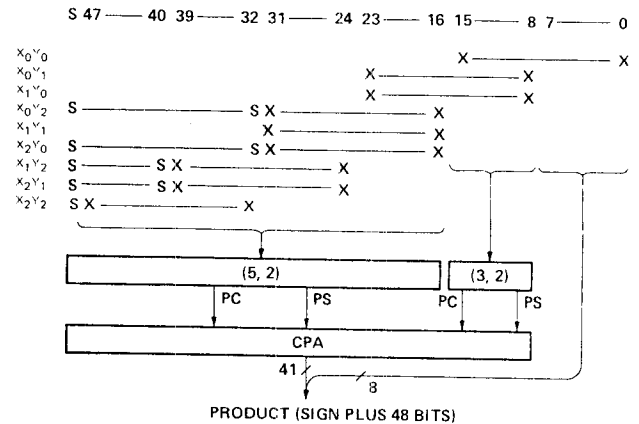 S 47 — 40 39 — 32 31 — 24 23 — 16 15 — 8 7 — 0
X0Y0 X — X
X0Y1 X — X
X1Y0 X — X
X0Y2 S — S X — X
X1Y1 X — X
X2Y0 S — S X — X
X1Y2 S — S X — X
X2Y1 S — S X — X
X2Y2 S X — X
(5, 2) (3, 2)
PC PS PC PS
CPA
41 8
PRODUCT (SIGN PLUS 48 BITS)